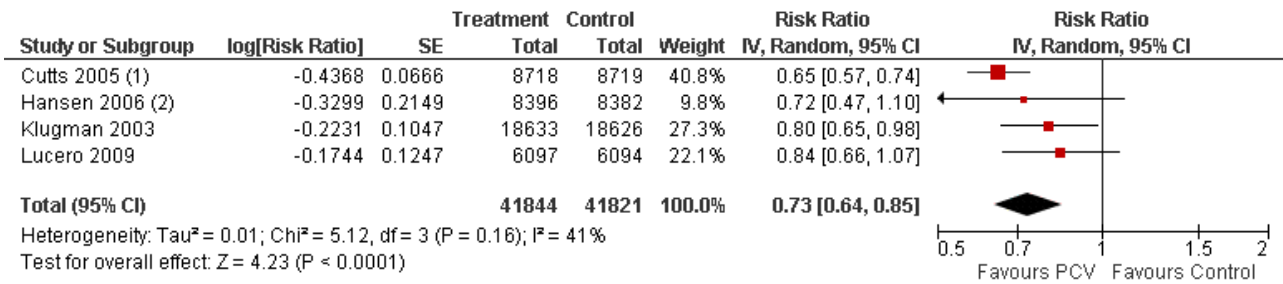 Treatment Control Risk Ratio Risk Ratio
Study or Subgroup log[Risk Ratio] SE Total Total Weight IV, Random, 95% CI IV, Random, 95% CI
Cutts 2005 (1) -0.4368 0.0666 8718 8719 40.8% 0.65 [0.57, 0.74]
Hansen 2006 (2) -0.3299 0.2149 8396 8382 9.8% 0.72 [0.47, 1.10]
Klugman 2003 -0.2231 0.1047 18633 18626 27.3% 0.80 [0.65, 0.98]
Lucero 2009 -0.1744 0.1247 6097 6094 22.1% 0.84 [0.66, 1.07]
Total (95% CI) 41844 41821 100.0% 0.73 [0.64, 0.85]
Heterogeneity: Tau² = 0.01; Chi² = 5.12, df = 3 (P = 0.16); I² = 41%
Test for overall effect: Z = 4.23 (P < 0.0001)
0.5 0.7 1 1.5 2
Favours PCV Favours Control